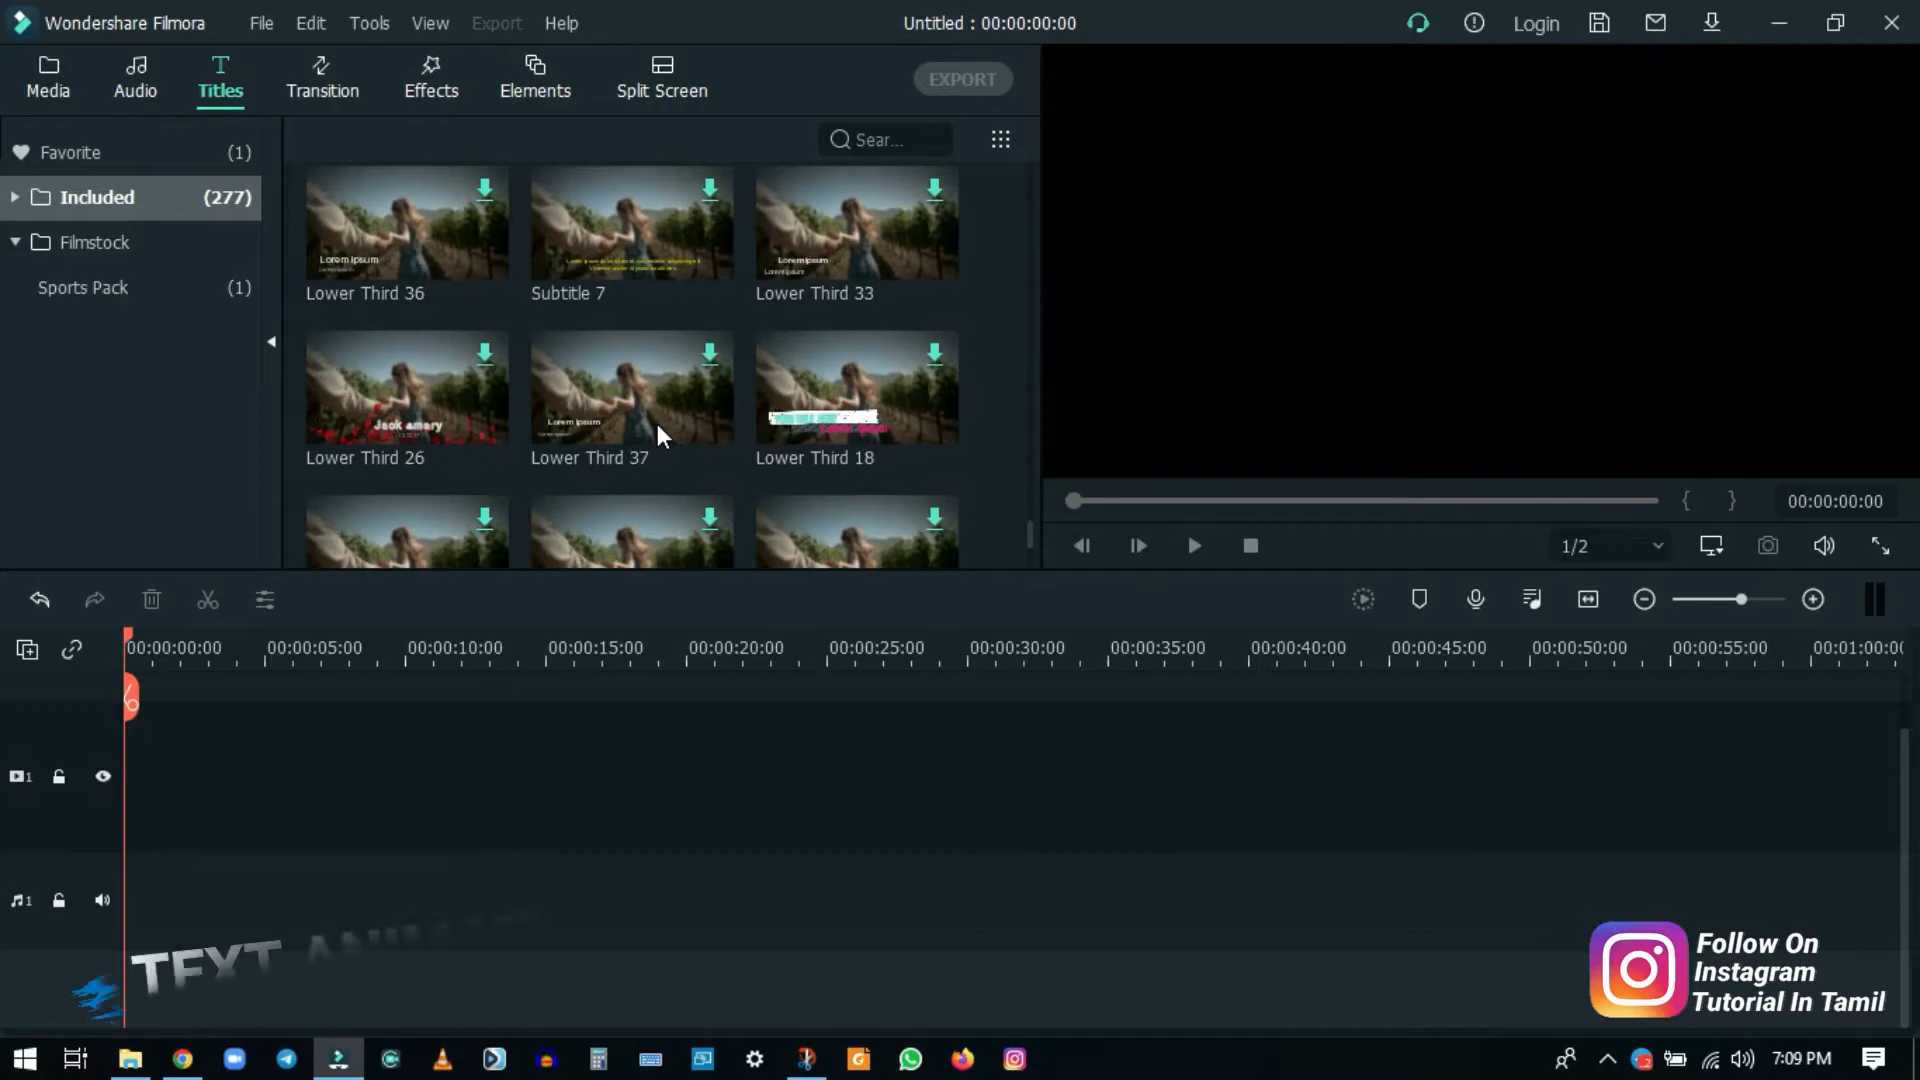 Wondershare Filmora
File
Edit
Tools
View
Export
Help
Untitled : 00:00:00:00
Login
Media
Audio
Titles
Transition
Effects
Elements
Split Screen
EXPORT
Favorite (1)
Included (277)
Filmstock
Sports Pack (1)
Sear...
Lorem Ipsum
Lorem Ipsum
Lorem Ipsum
Lower Third 36
Subtitle 7
Lower Third 33
Jack amary
Lorem Ipsum
Lower Third 26
Lower Third 37
Lower Third 18
{ }
00:00:00:00
1/2
00:00:00:00
00:00:05:00
00:00:10:00
00:00:15:00
00:00:20:00
00:00:25:00
00:00:30:00
00:00:35:00
00:00:40:00
00:00:45:00
00:00:50:00
00:00:55:00
00:01:00:0
1
1
TEXT
Follow On
Instagram
Tutorial In Tamil
7:09 PM